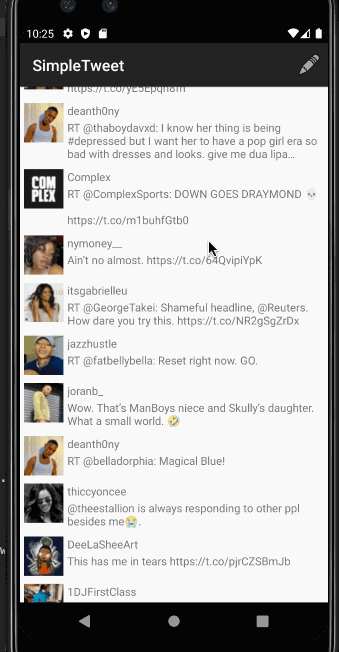 10:25
SimpleTweet
https://t.co/yE5Epqh8fh
deanth0ny
RT @thaboydavxd: I know her thing is being
#depressed but I want her to have a pop girl era so
bad with dresses and looks. give me dua lipa…
COM
PLEX
Complex
RT @ComplexSports: DOWN GOES DRAYMOND 💀
https://t.co/m1buhfGtb0
nymoney__
Ain't no almost. https://t.co/64QvipiYpK
itsgabrielleu
RT @GeorgeTakei: Shameful headline, @Reuters.
How dare you try this. https://t.co/NR2gSgZrDx
jazzhustle
RT @fatbellybella: Reset right now. GO.
joranb_
Wow. That's ManBoys niece and Skully's daughter.
What a small world. 🤣
deanth0ny
RT @belladorphia: Magical Blue!
thiccyoncee
@theestallion is always responding to other ppl
besides me😭.
DeeLaSheeArt
This has me in tears https://t.co/pjrCZSBmJb
1DJFirstClass